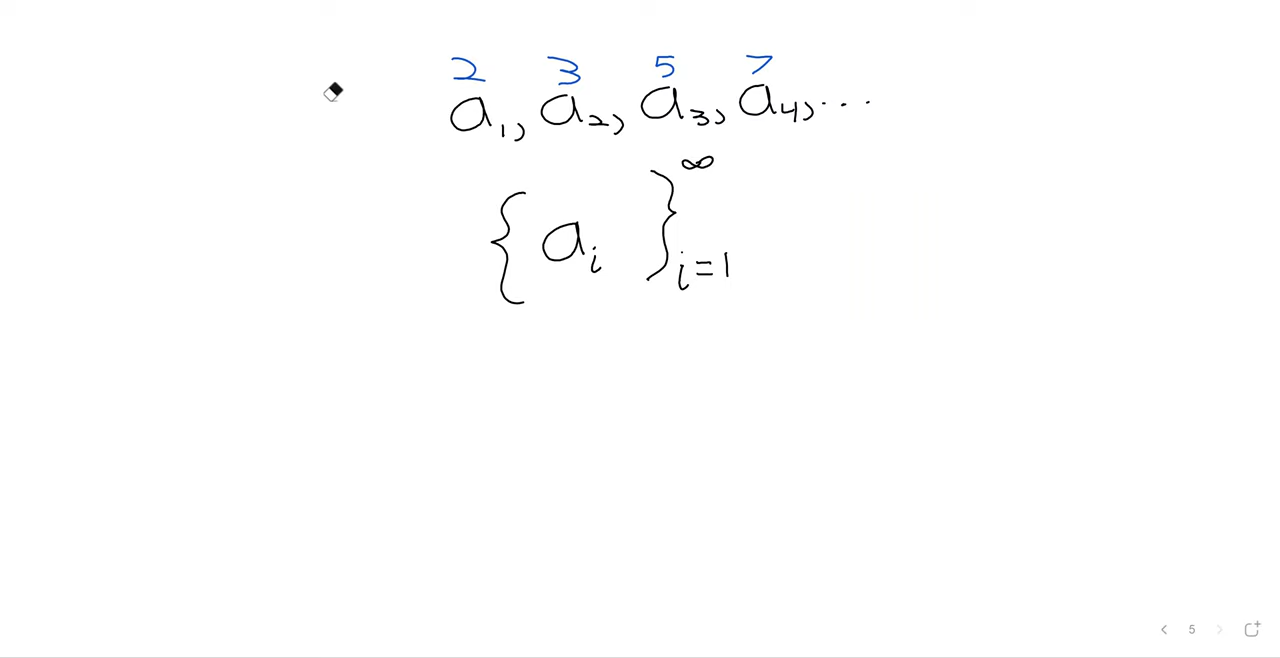 2 3 5 7
a₁, a₂, a₃, a₄, ...
{ aᵢ }∞ i=1
5